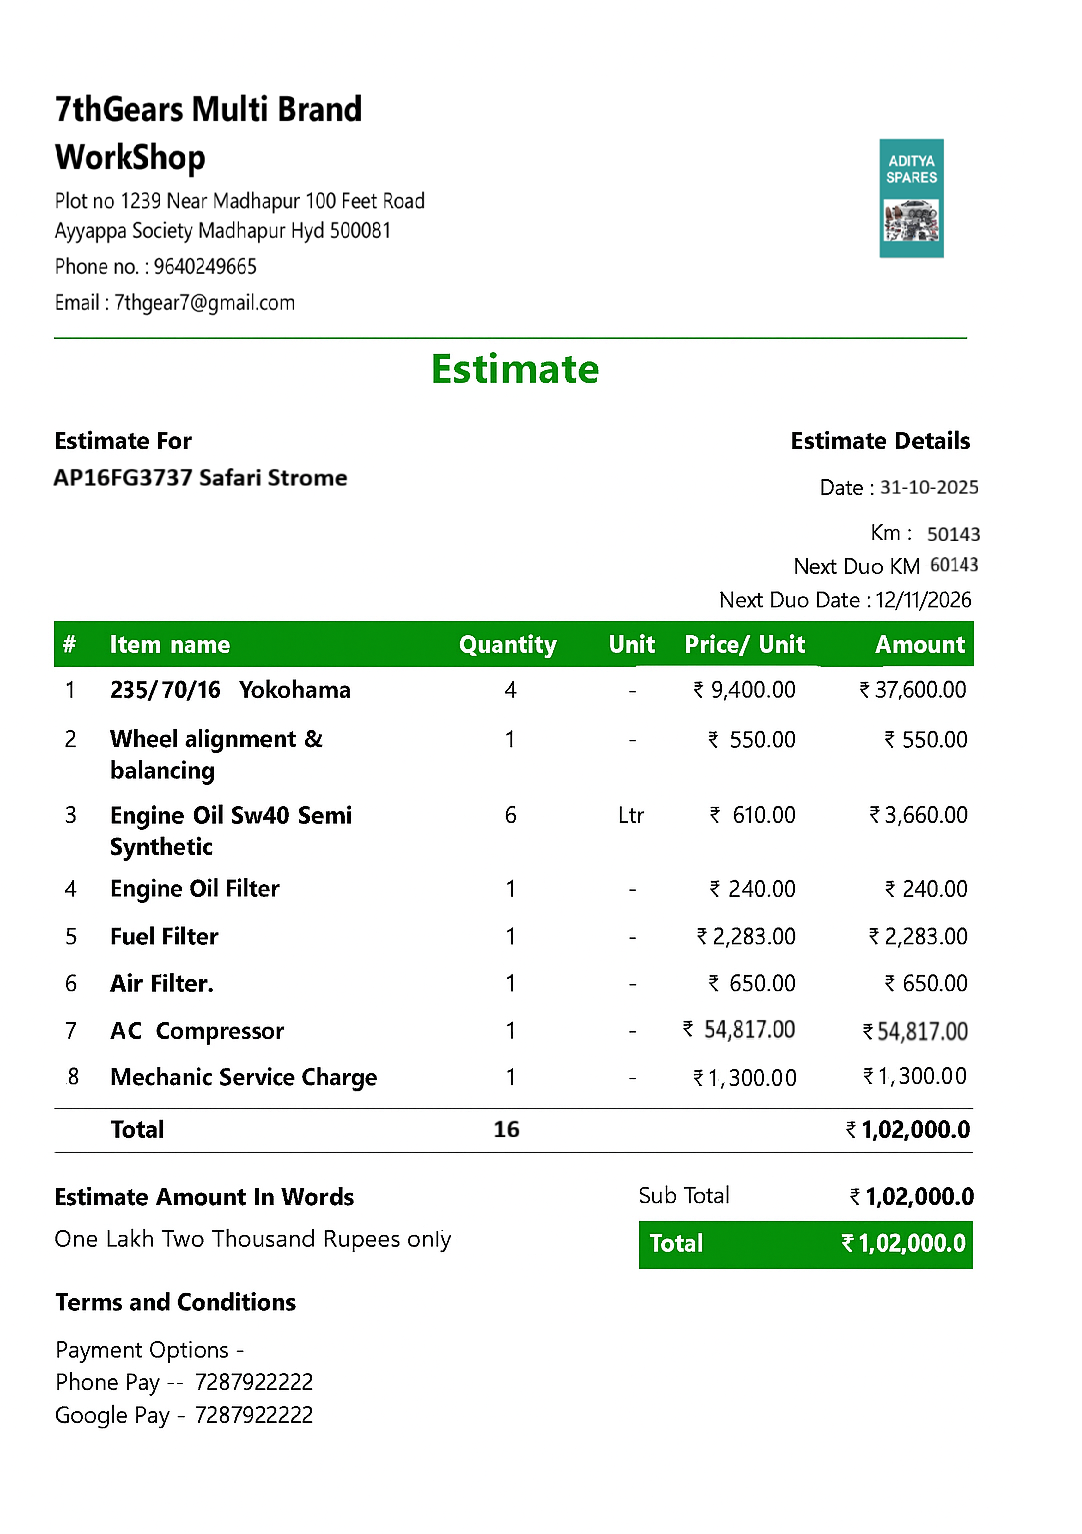 7thGears Multi Brand
WorkShop
Plot no 1239 Near Madhapur 100 Feet Road
Ayyappa Society Madhapur Hyd 500081
Phone no. : 9640249665
Email : 7thgear7@gmail.com
ADITYA
SPARES
Estimate
Estimate For
AP16FG3737 Safari Strome
Estimate Details
Date : 31-10-2025
Km : 50143
Next Duo KM 60143
Next Duo Date : 12/11/2026
# Item name Quantity Unit Price/ Unit Amount
1 235/70/16 Yokohama 4 - ₹ 9,400.00 ₹ 37,600.00
2 Wheel alignment & 1 - ₹ 550.00 ₹ 550.00
balancing
3 Engine Oil Sw40 Semi 6 Ltr ₹ 610.00 ₹ 3,660.00
Synthetic
4 Engine Oil Filter 1 - ₹ 240.00 ₹ 240.00
5 Fuel Filter 1 - ₹ 2,283.00 ₹ 2,283.00
6 Air Filter. 1 - ₹ 650.00 ₹ 650.00
7 AC Compressor 1 - ₹ 54,817.00 ₹ 54,817.00
8 Mechanic Service Charge 1 - ₹ 1,300.00 ₹ 1,300.00
Total 16 ₹ 1,02,000.0
Estimate Amount In Words
One Lakh Two Thousand Rupees only
Sub Total ₹ 1,02,000.0
Total ₹ 1,02,000.0
Terms and Conditions
Payment Options -
Phone Pay -- 7287922222
Google Pay - 7287922222